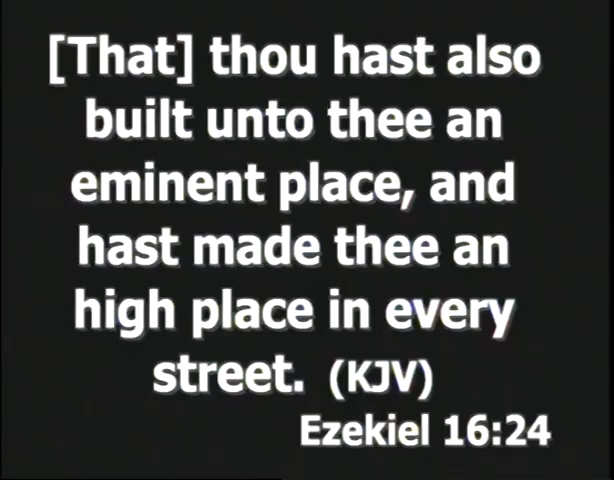 [That] thou hast also
built unto thee an
eminent place, and
hast made thee an
high place in every
street. (KJV)
Ezekiel 16:24